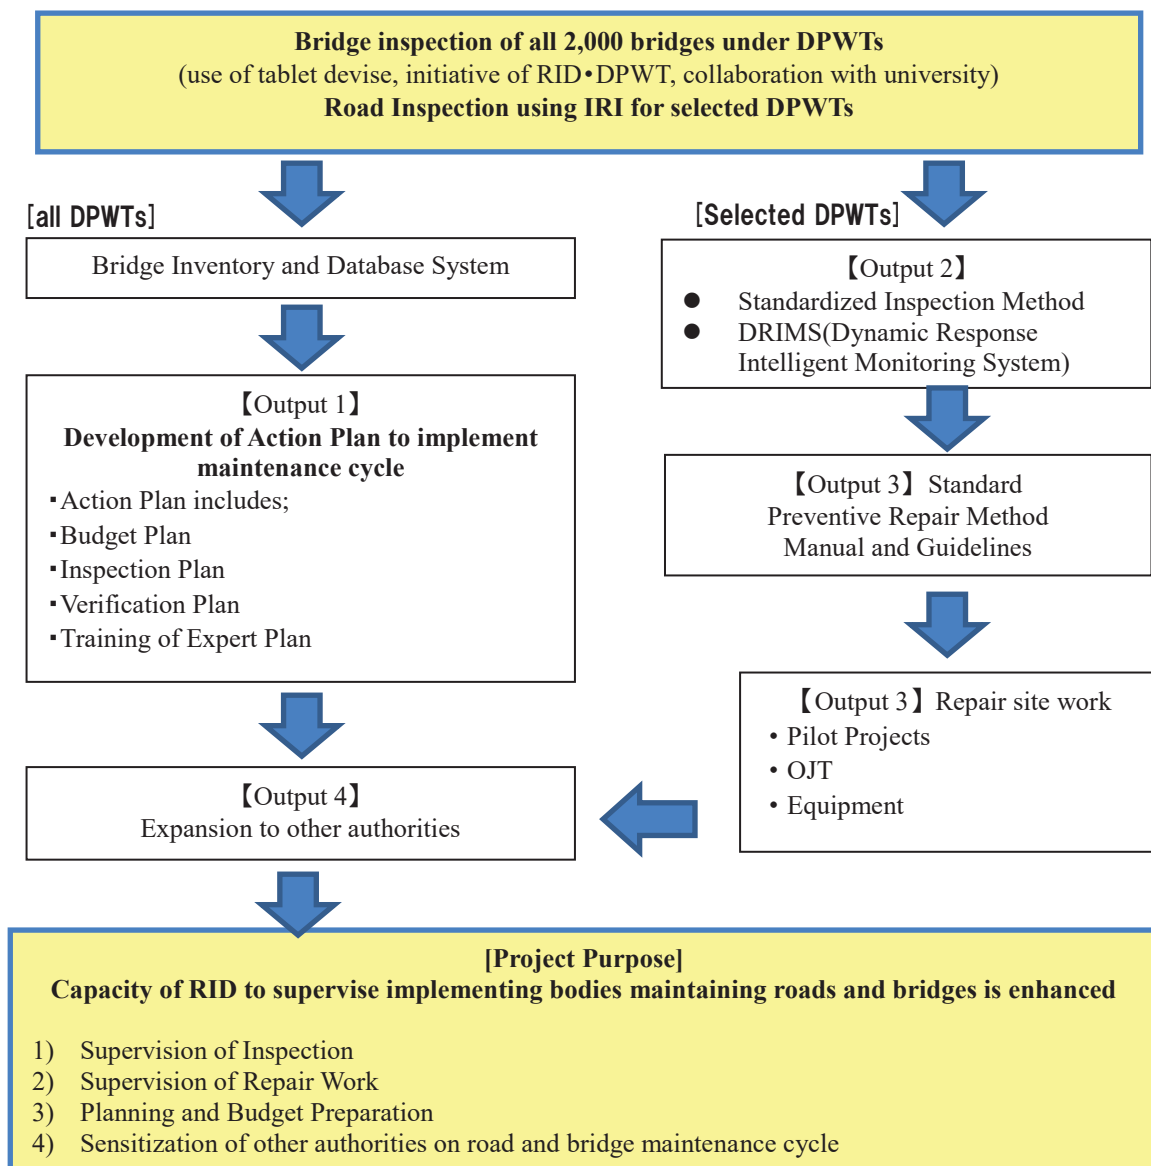 Bridge inspection of all 2,000 bridges under DPWTs
(use of tablet devise, initiative of RID・DPWT, collaboration with university)
Road Inspection using IRI for selected DPWTs
[all DPWTs]
Bridge Inventory and Database System
【Output 1】
Development of Action Plan to implement
maintenance cycle
・Action Plan includes;
・Budget Plan
・Inspection Plan
・Verification Plan
・Training of Expert Plan
[Selected DPWTs]
【Output 2】
● Standardized Inspection Method
● DRIMS(Dynamic Response
Intelligent Monitoring System)
【Output 3】 Standard
Preventive Repair Method
Manual and Guidelines
【Output 3】 Repair site work
・Pilot Projects
・OJT
・Equipment
【Output 4】
Expansion to other authorities
[Project Purpose]
Capacity of RID to supervise implementing bodies maintaining roads and bridges is enhanced
1) Supervision of Inspection
2) Supervision of Repair Work
3) Planning and Budget Preparation
4) Sensitization of other authorities on road and bridge maintenance cycle